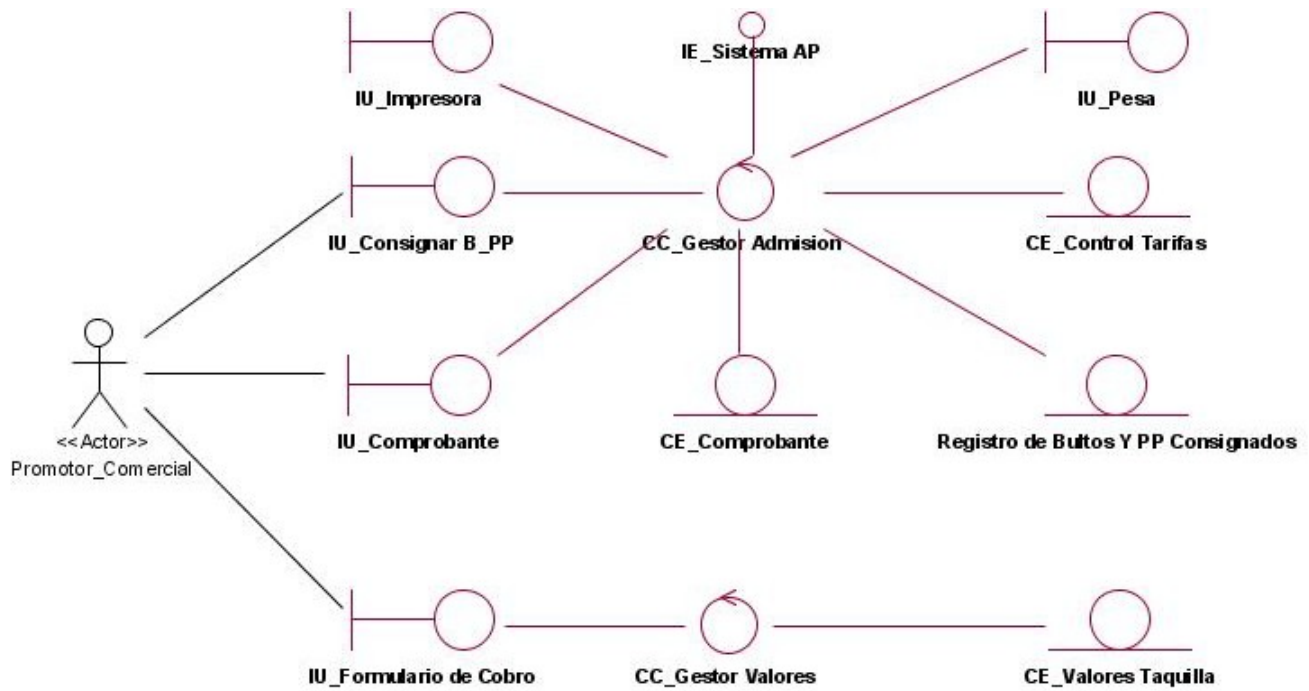 IU_Impresora
IE_Sistema AP
IU_Pesa
IU_Consignar B_PP
CC_Gestor Admision
CE_Control Tarifas
<<Actor>>
Promotor_Comercial
IU_Comprobante
CE_Comprobante
Registro de Bultos Y PP Consignados
IU_Formulario de Cobro
CC_Gestor Valores
CE_Valores Taquilla